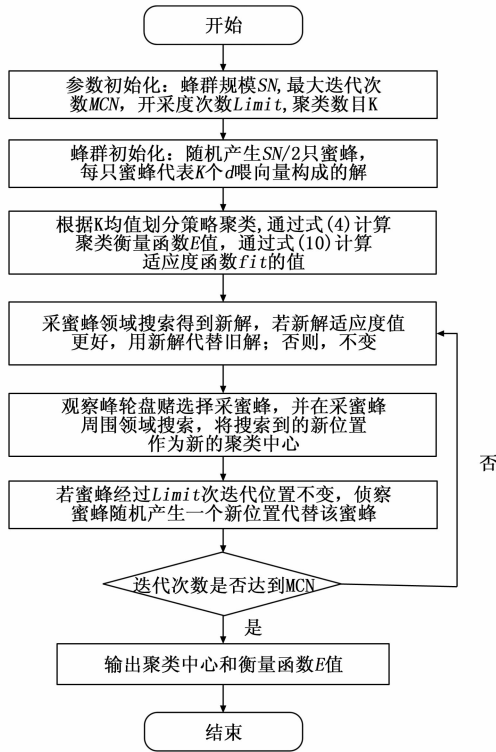 开始
参数初始化：蜂群规模SN,最大迭代次
数MCN，开采度次数Limit,聚类数目K
蜂群初始化：随机产生SN/2只蜜蜂，
每只蜜蜂代表K个d喂向量构成的解
根据K均值划分策略聚类,通过式(4)计算
聚类衡量函数E值，通过式(10)计算
适应度函数fit的值
采蜜蜂领域搜索得到新解，若新解适应度值
更好，用新解代替旧解；否则，不变
观察峰轮盘赌选择采蜜蜂，并在采蜜蜂
周围领域搜索，将搜索到的新位置
作为新的聚类中心
否
若蜜蜂经过Limit次迭代位置不变，侦察
蜜蜂随机产生一个新位置代替该蜜蜂
迭代次数是否达到MCN
是
输出聚类中心和衡量函数E值
结束